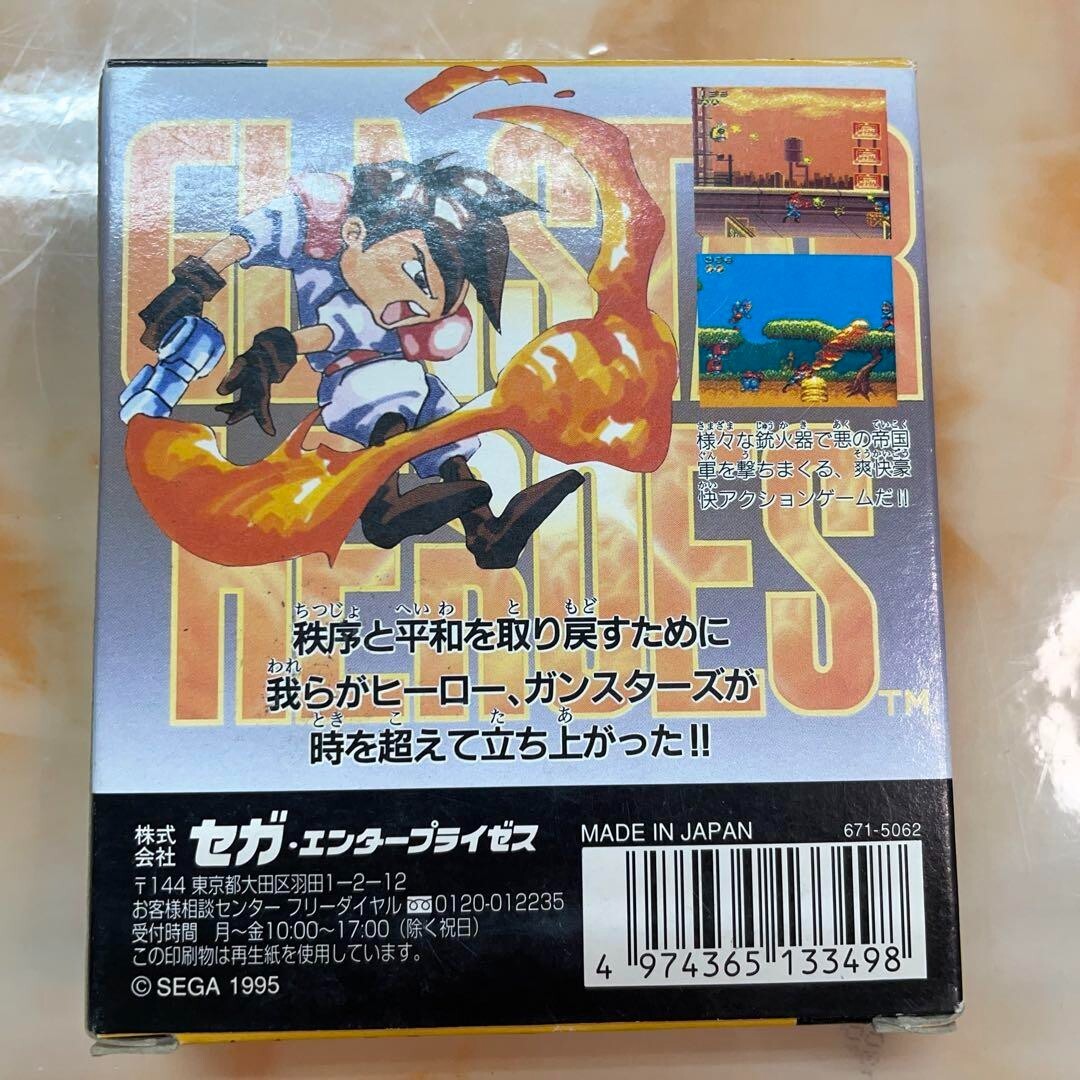 GUNSTAR
HEROES™
様々な銃火器で悪の帝国
軍を撃ちまくる、爽快豪
快アクションゲームだ!!
秩序と平和を取り戻すために
我らがヒーロー、ガンスターズが
時を超えて立ち上がった!!
株式会社 セガ・エンタープライゼス
〒144 東京都大田区羽田1-2-12
お客様相談センター フリーダイヤル 0120-012235
受付時間 月〜金10:00〜17:00（除く祝日）
この印刷物は再生紙を使用しています。
© SEGA 1995
MADE IN JAPAN 671-5062
4 974365 133498